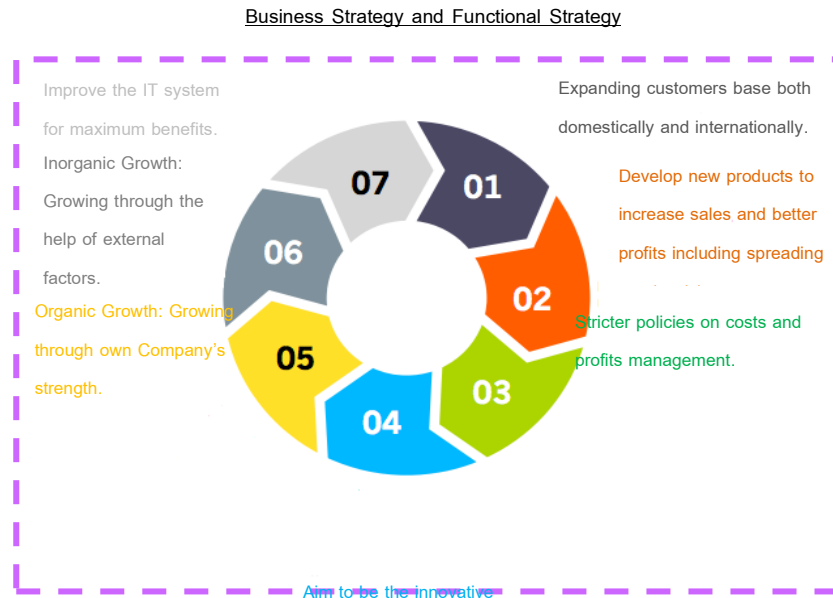 Business Strategy and Functional Strategy
Improve the IT system
for maximum benefits.
Inorganic Growth:
Growing through the
help of external
factors.
Organic Growth: Growing
through own Company's
strength.
Expanding customers base both
domestically and internationally.
Develop new products to
increase sales and better
profits including spreading
Stricter policies on costs and
profits management.
07
01
06
02
05
03
04
Aim to be the innovative